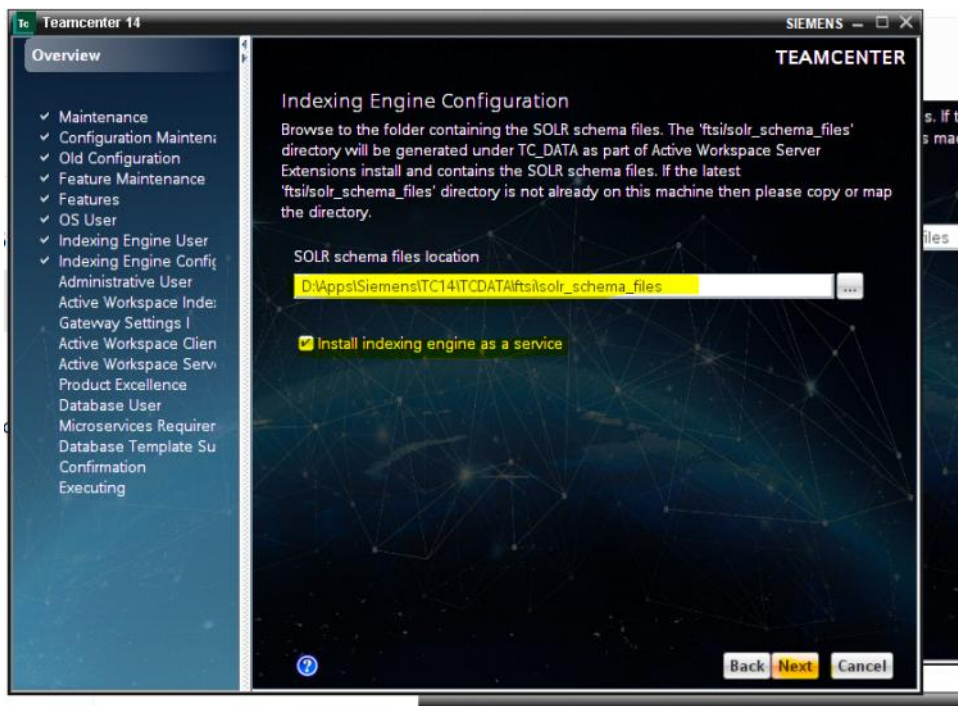 Tc Teamcenter 14
SIEMENS
Overview
TEAMCENTER
Maintenance
Configuration Maintena
Old Configuration
Feature Maintenance
Features
OS User
Indexing Engine User
Indexing Engine Config
Administrative User
Active Workspace Index
Gateway Settings I
Active Workspace Clien
Active Workspace Serv
Product Excellence
Database User
Microservices Requirer
Database Template Su
Confirmation
Executing
Indexing Engine Configuration
Browse to the folder containing the SOLR schema files. The 'ftsi/solr_schema_files'
directory will be generated under TC_DATA as part of Active Workspace Server
Extensions install and contains the SOLR schema files. If the latest
'ftsi/solr_schema_files' directory is not already on this machine then please copy or map
the directory.
SOLR schema files location
D:\Apps\Siemens\TC14\TCDATA\ftsi\solr_schema_files
...
Install indexing engine as a service
?
Back Next Cancel
s. If t
s mac
files